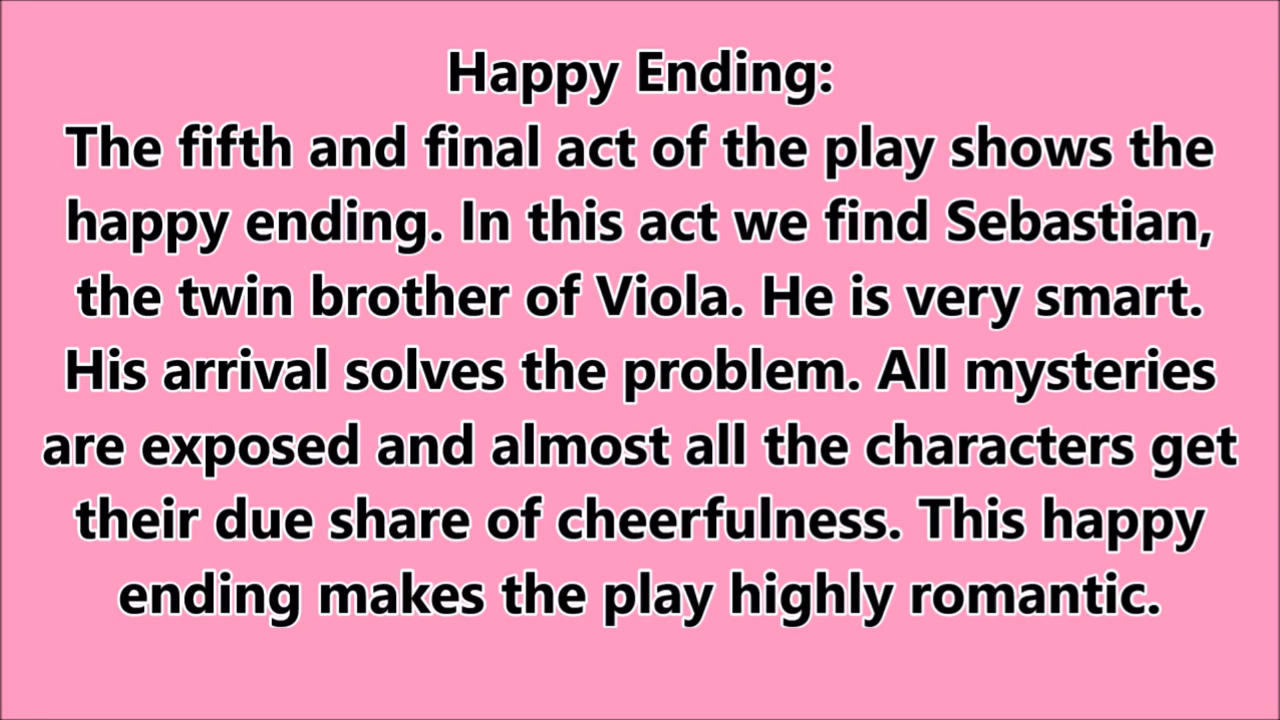 Happy Ending:
The fifth and final act of the play shows the
happy ending. In this act we find Sebastian,
the twin brother of Viola. He is very smart.
His arrival solves the problem. All mysteries
are exposed and almost all the characters get
their due share of cheerfulness. This happy
ending makes the play highly romantic.